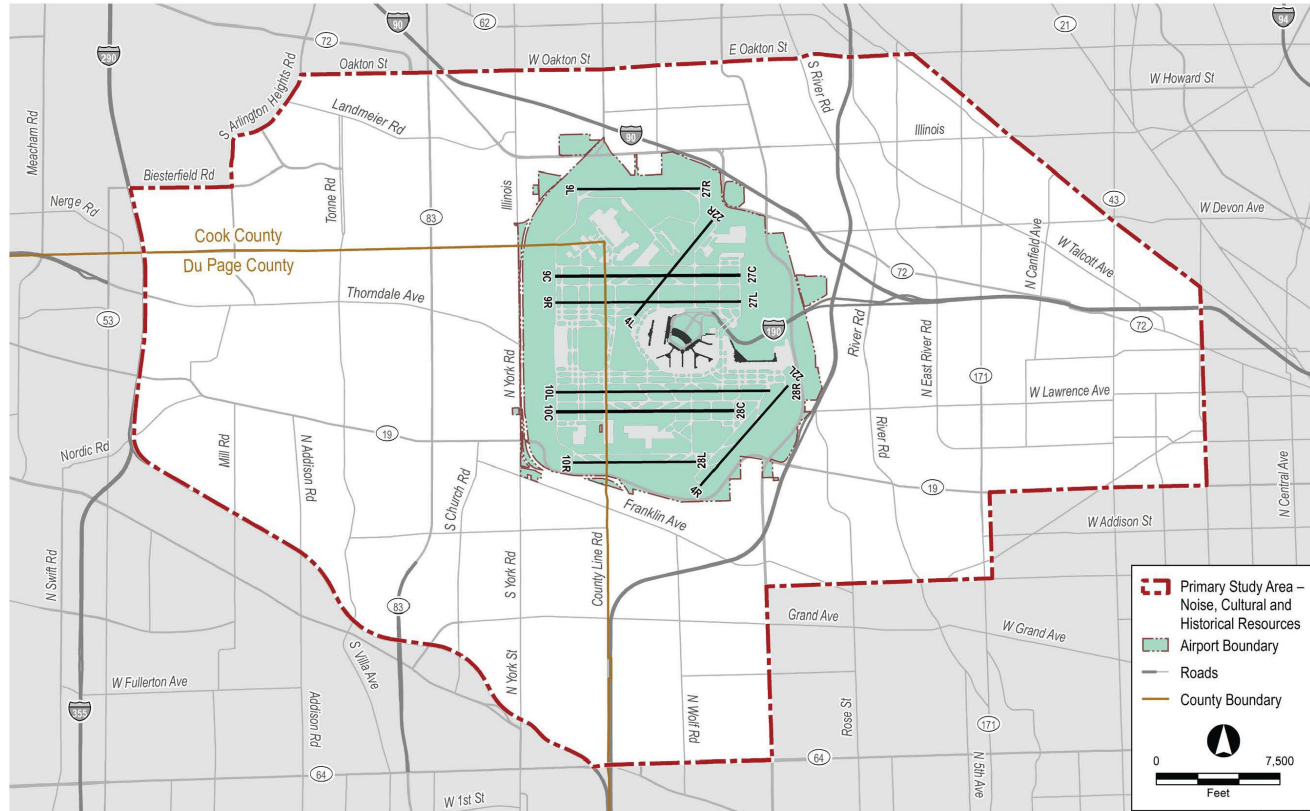 90
62
21
94
72
290
Oakton St
W Oakton St
E Oakton St
S River Rd
W Howard St
S Arlington Heights Rd
Landmeier Rd
90
Illinois
Meacham Rd
Biesterfield Rd
Tonne Rd
Illinois
9L
27R
22R
43
W Devon Ave
Nerge Rd
83
N Canfield Ave
W Talcott Ave
Cook County
Du Page County
9C
27C
72
Thorndale Ave
9R
27L
4L
53
190
72
N York Rd
River Rd
N East River Rd
171
22L
28R
10L
10C
28C
W Lawrence Ave
19
Nordic Rd
Mill Rd
N Addison Rd
S Church Rd
10R
28L
4R
River Rd
19
N Central Ave
Franklin Ave
W Addison St
N Swift Rd
S York Rd
County Line Rd
83
Grand Ave
W Grand Ave
S Villa Ave
N York St
W Fullerton Ave
Addison Rd
355
N Wolf Rd
Rose St
171
N 5th Ave
64
64
W 1st St
Primary Study Area –
Noise, Cultural and
Historical Resources
Airport Boundary
Roads
County Boundary
0
7,500
Feet